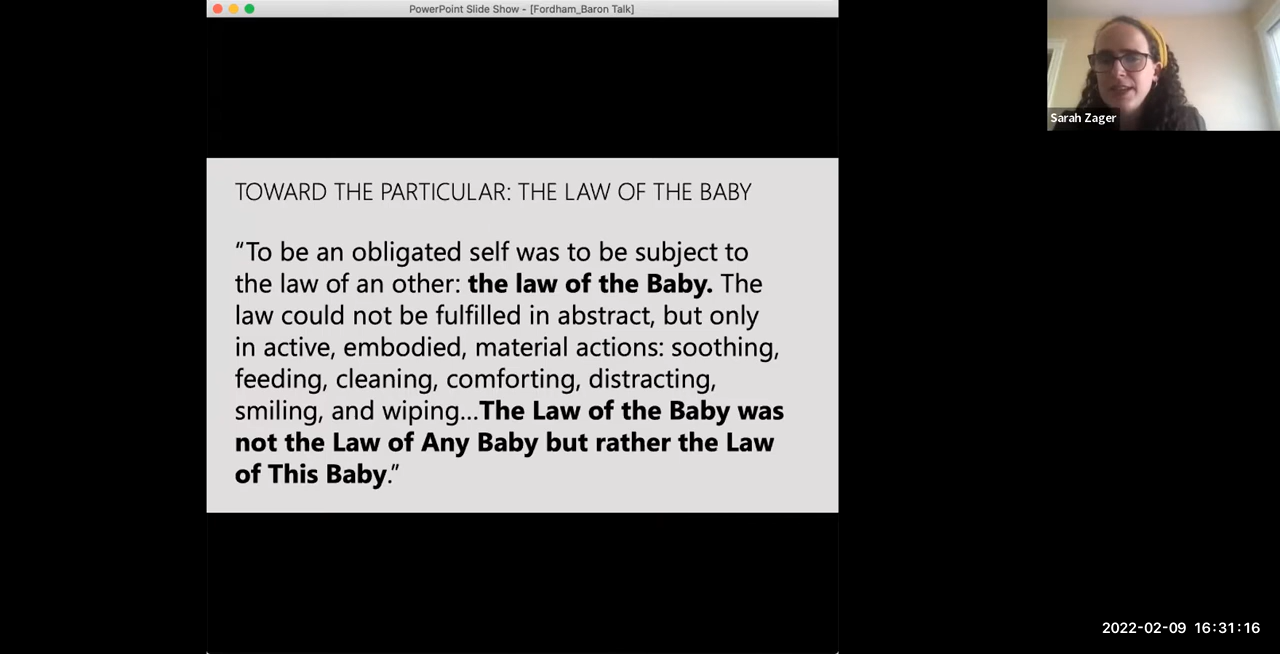 PowerPoint Slide Show - [Fordham_Baron Talk]
Sarah Zager
TOWARD THE PARTICULAR: THE LAW OF THE BABY
“To be an obligated self was to be subject to
the law of an other: the law of the Baby. The
law could not be fulfilled in abstract, but only
in active, embodied, material actions: soothing,
feeding, cleaning, comforting, distracting,
smiling, and wiping...The Law of the Baby was
not the Law of Any Baby but rather the Law
of This Baby.”
2022-02-09 16:31:16